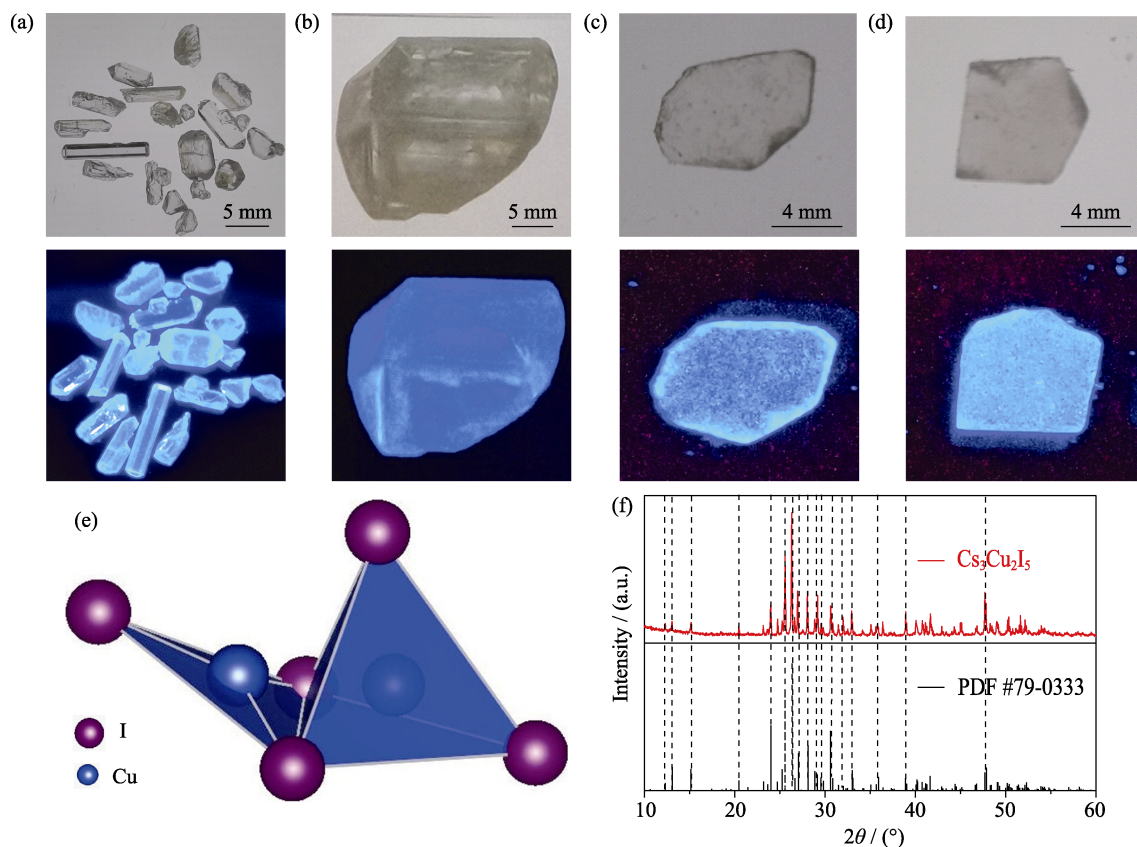 (a)
(b)
(c)
(d)
5 mm
5 mm
4 mm
4 mm
(e)
I
Cu
(f)
Intensity / (a.u.)
Cs₃Cu₂I₅
PDF #79-0333
10 20 30 40 50 60
2θ / (°)